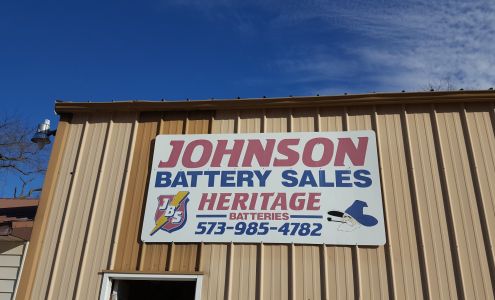 JOHNSON
BATTERY SALES
JBS
HERITAGE
BATTERIES
573-985-4782